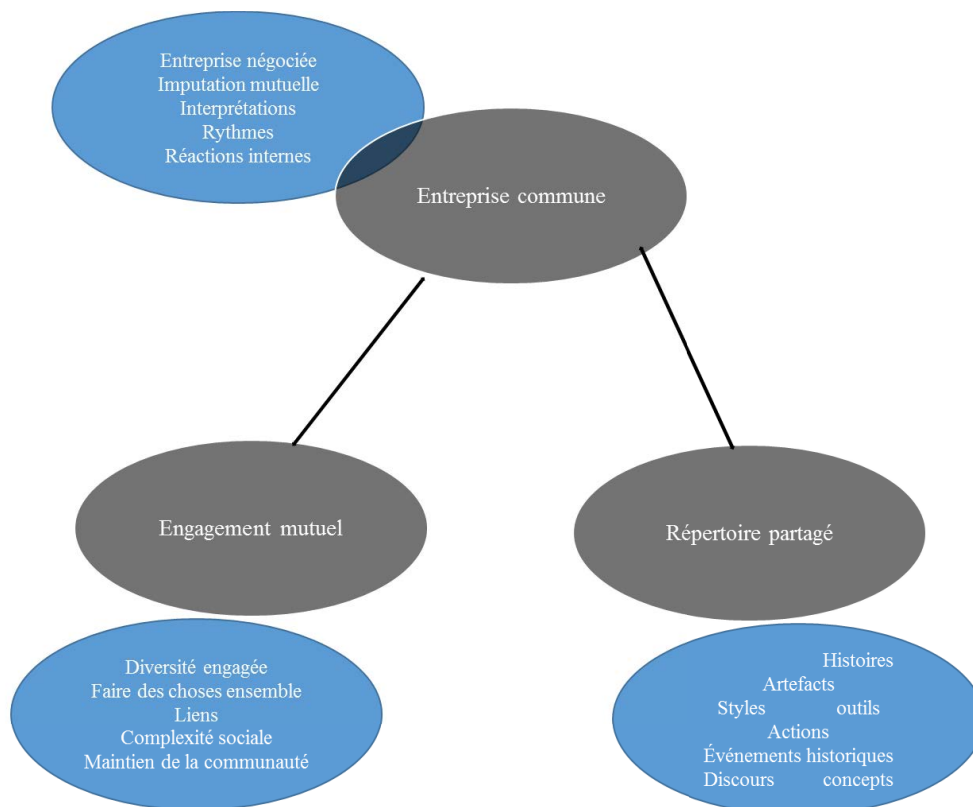 Entreprise négociée
Imputation mutuelle
Interprétations
Rythmes
Réactions internes
Entreprise commune
Engagement mutuel
Répertoire partagé
Diversité engagée
Faire des choses ensemble
Liens
Complexité sociale
Maintien de la communauté
Histoires
Artefacts
Styles outils
Actions
Événements historiques
Discours concepts